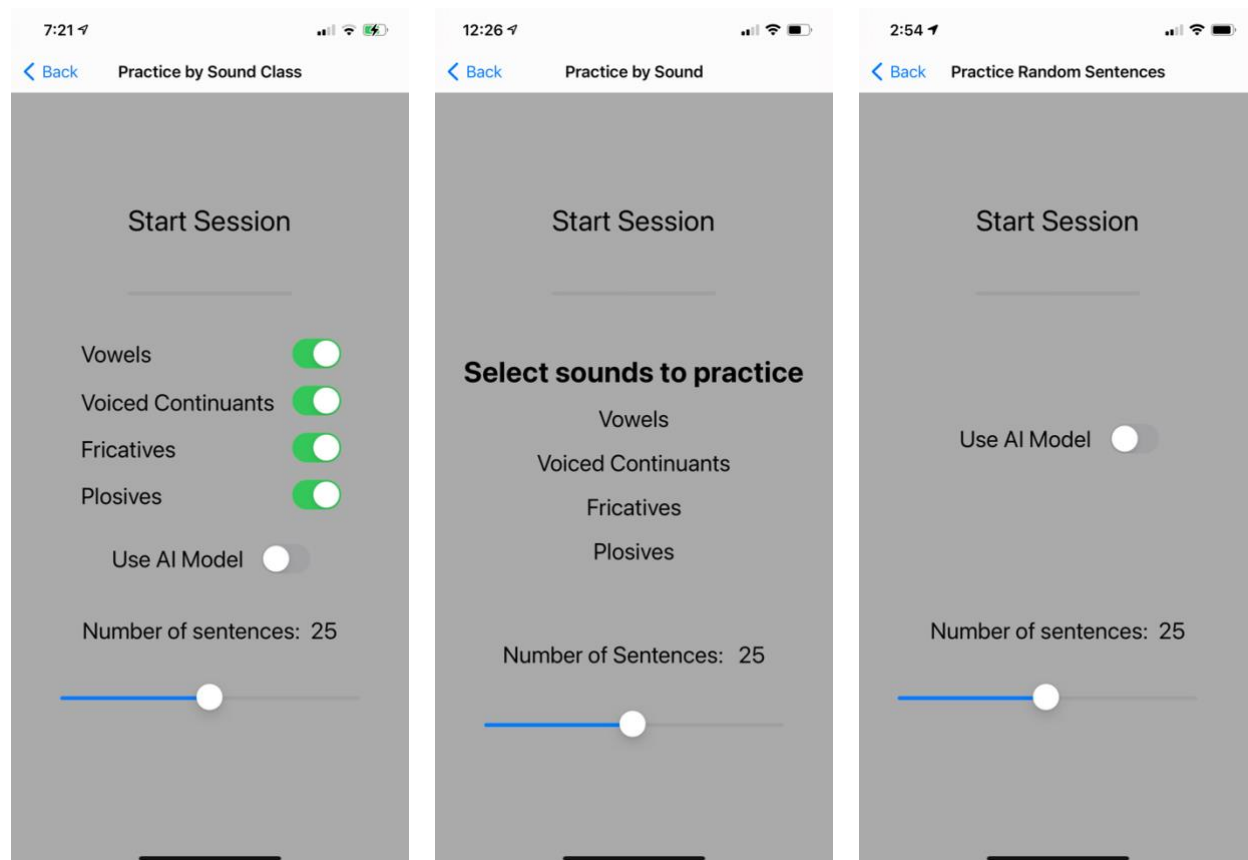 7:21
Back Practice by Sound Class
Start Session
Vowels
Voiced Continuants
Fricatives
Plosives
Use AI Model
Number of sentences: 25
12:26
Back Practice by Sound
Start Session
Select sounds to practice
Vowels
Voiced Continuants
Fricatives
Plosives
Number of Sentences: 25
2:54
Back Practice Random Sentences
Start Session
Use AI Model
Number of sentences: 25